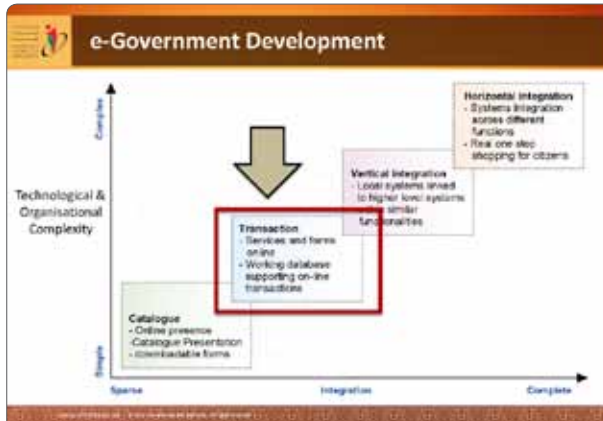 e-Government Development
Complex
Technological &
Organisational
Complexity
Simple
Horizontal Integration
- Systems integration
across different
functions
- Real one stop
shopping for citizens
Vertical Integration
- Local systems linked
to higher level systems
similar
functionalities
Transaction
- Services and forms
online
- Working database
supporting on-line
transactions
Catalogue
- Online presence
-Catalogue Presentation
- downloadable forms
Sparse
Integration
Complete